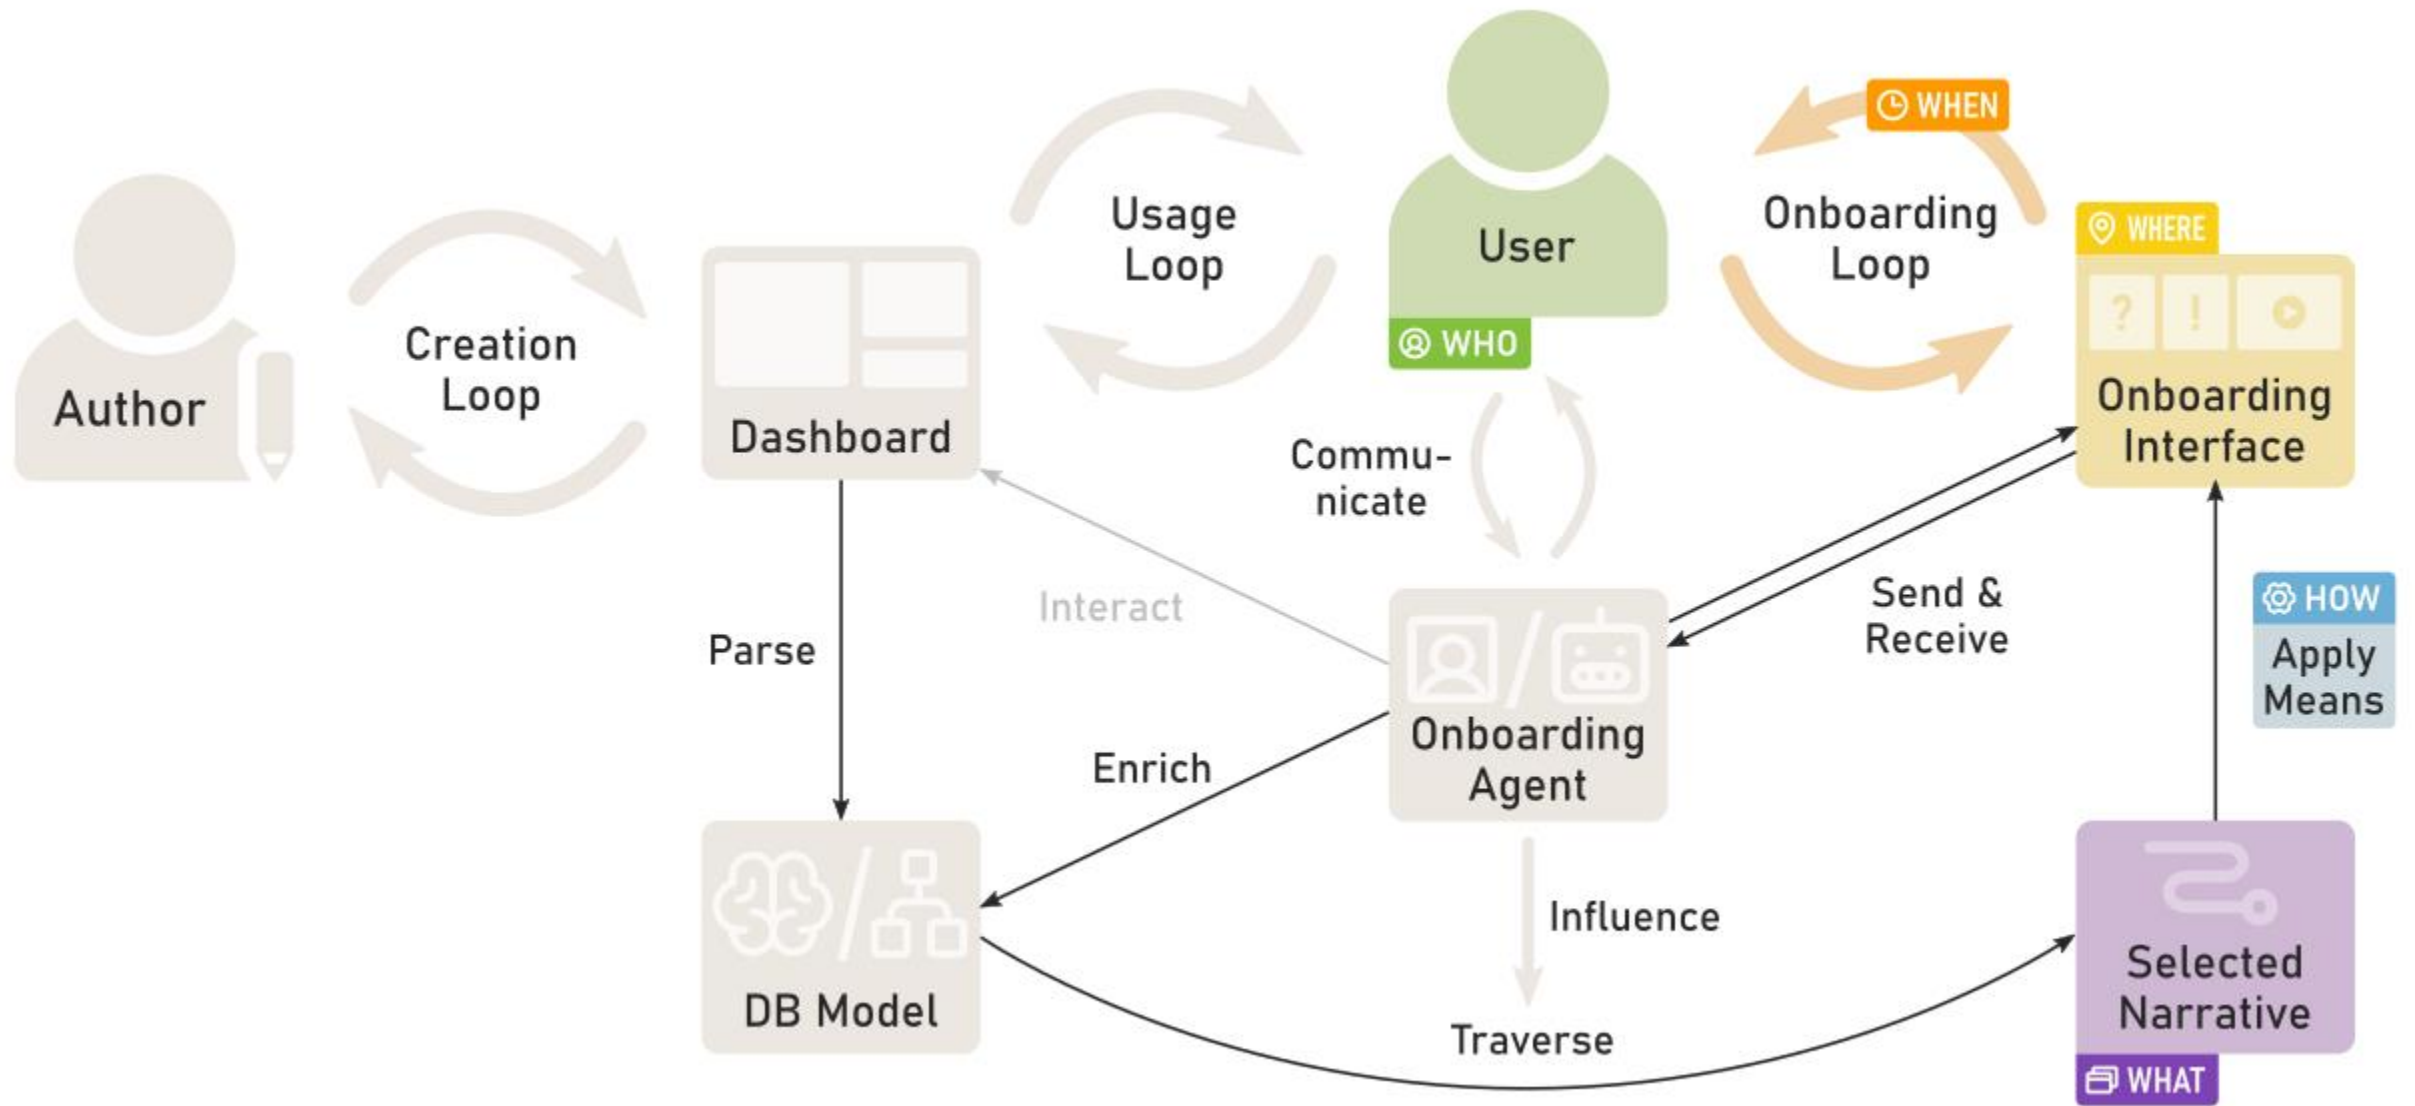 WHEN
Usage
Loop
User
Onboarding
Loop
WHERE
WHO
? ! 
Creation
Loop
Author
Dashboard
Commu-
nicate
Onboarding
Interface
Interact
Send &
Receive
HOW
Apply
Means
Parse
Enrich
Onboarding
Agent
Influence
DB Model
Traverse
Selected
Narrative
WHAT